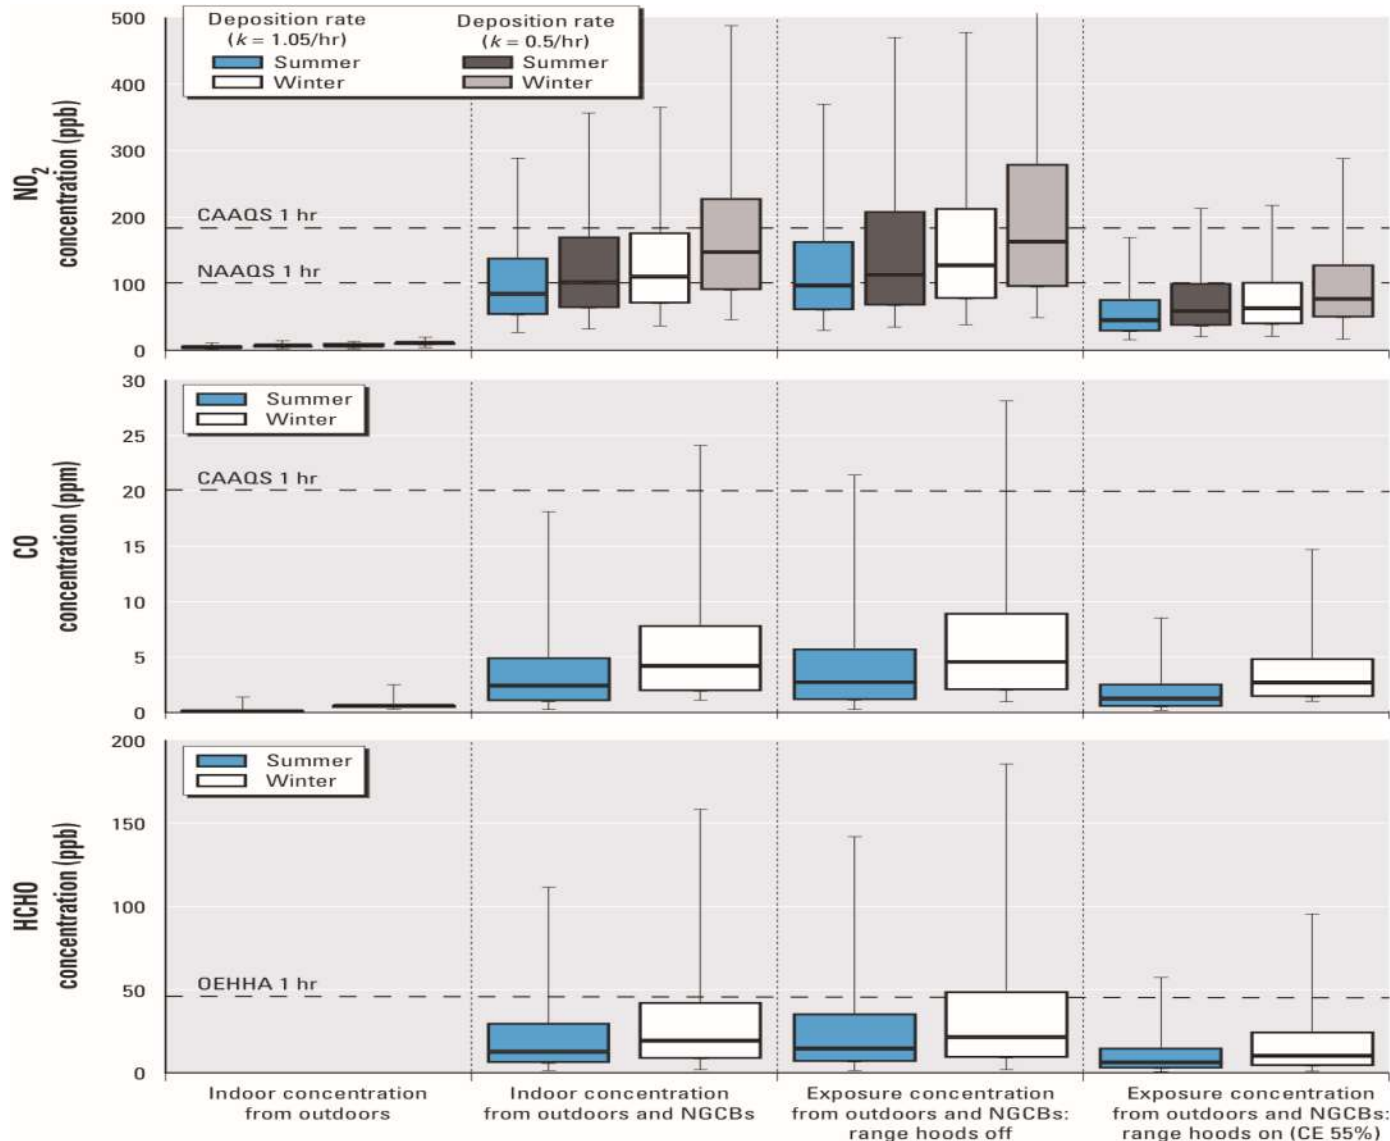 NO2
concentration (ppb)
500
400
300
200
100
0
Deposition rate
(k = 1.05/hr)
Summer
Winter
Deposition rate
(k = 0.5/hr)
Summer
Winter
CAAQS 1 hr
NAAQS 1 hr
CO
concentration (ppm)
30
25
20
15
10
5
0
Summer
Winter
CAAQS 1 hr
HCHO
concentration (ppb)
200
150
100
50
0
Summer
Winter
OEHHA 1 hr
Indoor concentration
from outdoors
Indoor concentration
from outdoors and NGCBs
Exposure concentration
from outdoors and NGCBs:
range hoods off
Exposure concentration
from outdoors and NGCBs:
range hoods on (CE 55%)